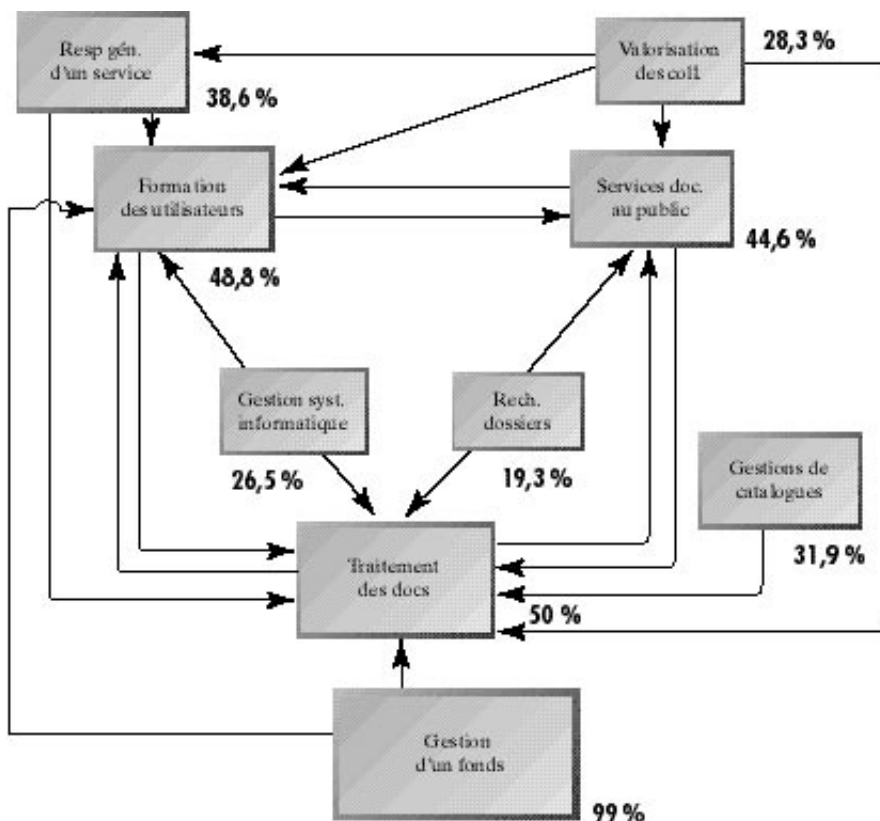 Resp gén.
d'un service
38,6 %
Valorisation
des coll.
28,3 %
Formation
des utilisateurs
48,8 %
Services doc.
au public
44,6 %
Gestion syst.
informatique
26,5 %
Rech.
dossiers
19,3 %
Gestions de
catalogues
31,9 %
Traitement
des docs
50 %
Gestion
d'un fonds
99 %